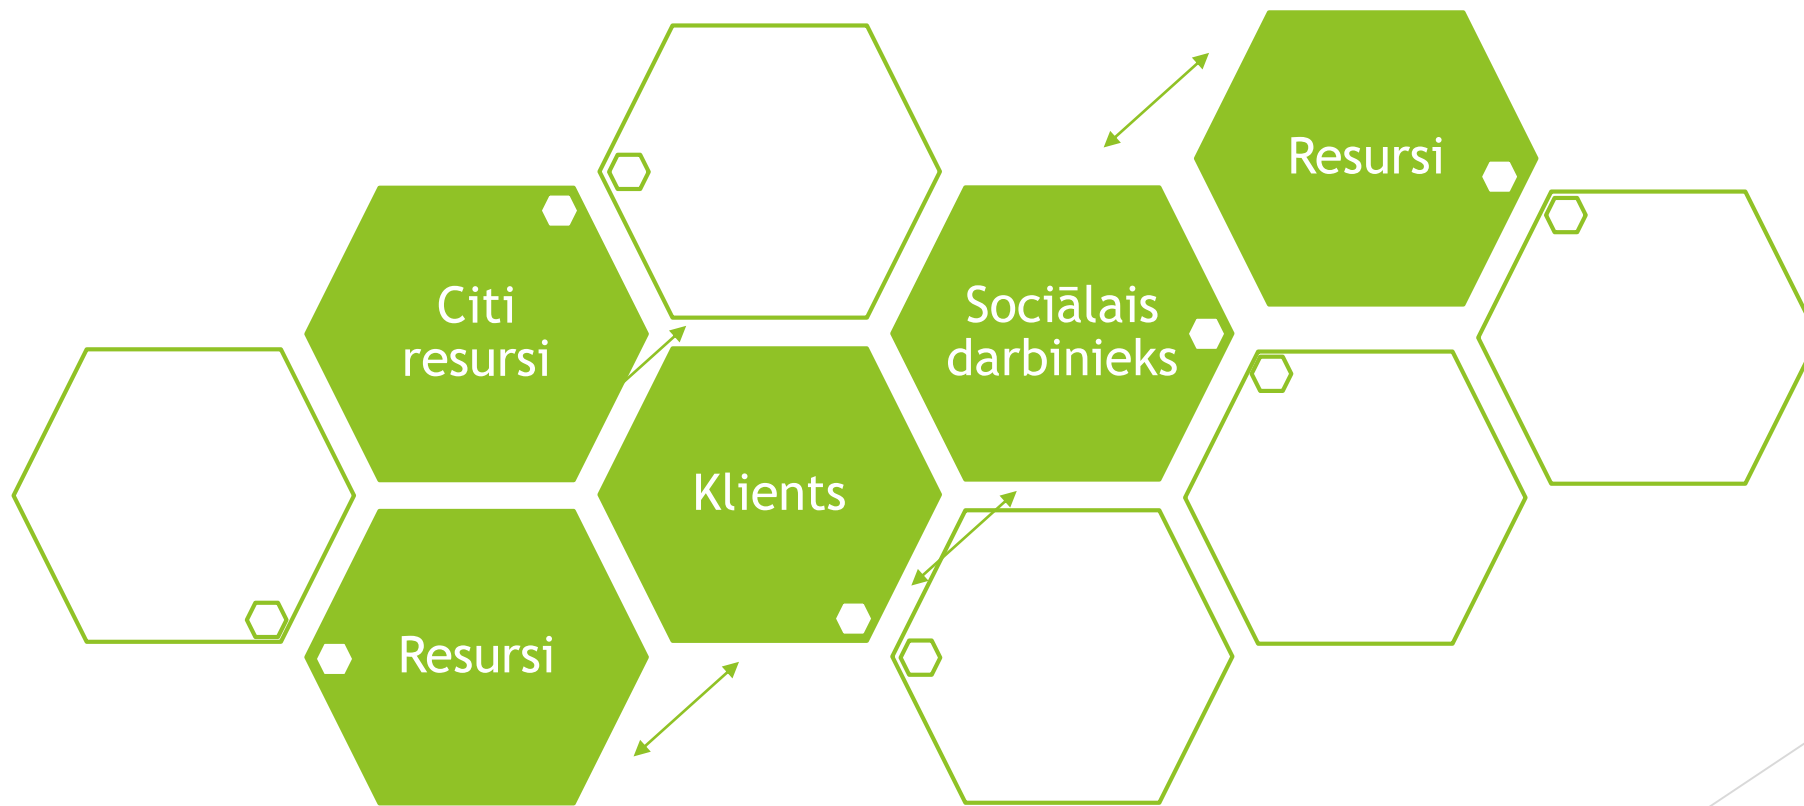 Resursi
Citi
resursi
Sociālais
darbinieks
Klients
Resursi